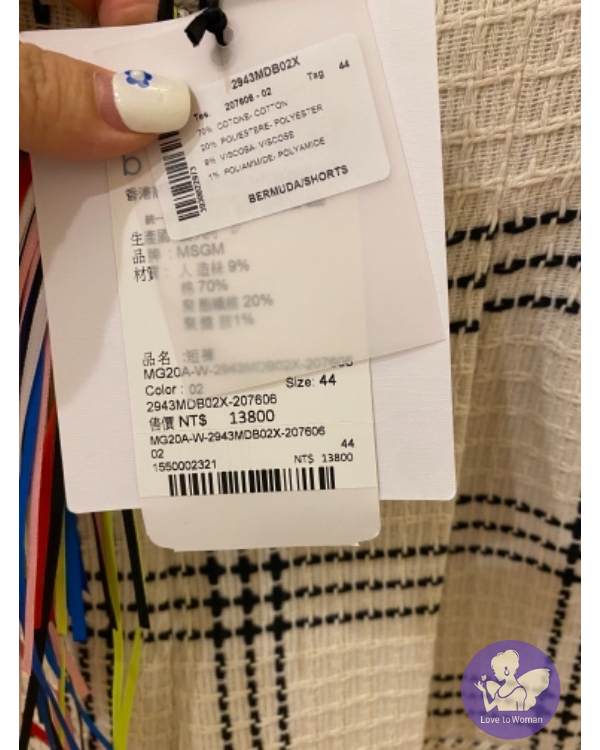 2943MDB02X
Tag 44
207606 - 02
70% COTONE- COTTON
20% POLIESTERE- POLYESTER
9% VISCOSA- VISCOSE
1% POLIAMMIDE- POLYAMIDE
BERMUDA/SHORTS
b
香港
統一
生產
品牌 : MSGM
材質 : 人造絲 9%
棉 70%
聚酯纖維 20%
聚醯胺1%
品名 :短褲
MG20A-W-2943MDB02X-207606
Color : 02
Size: 44
2943MDB02X-207606
售價 NT$ 13800
MG20A-W-2943MDB02X-207606
02
44
1550002321
NT$ 13800
Love to Woman